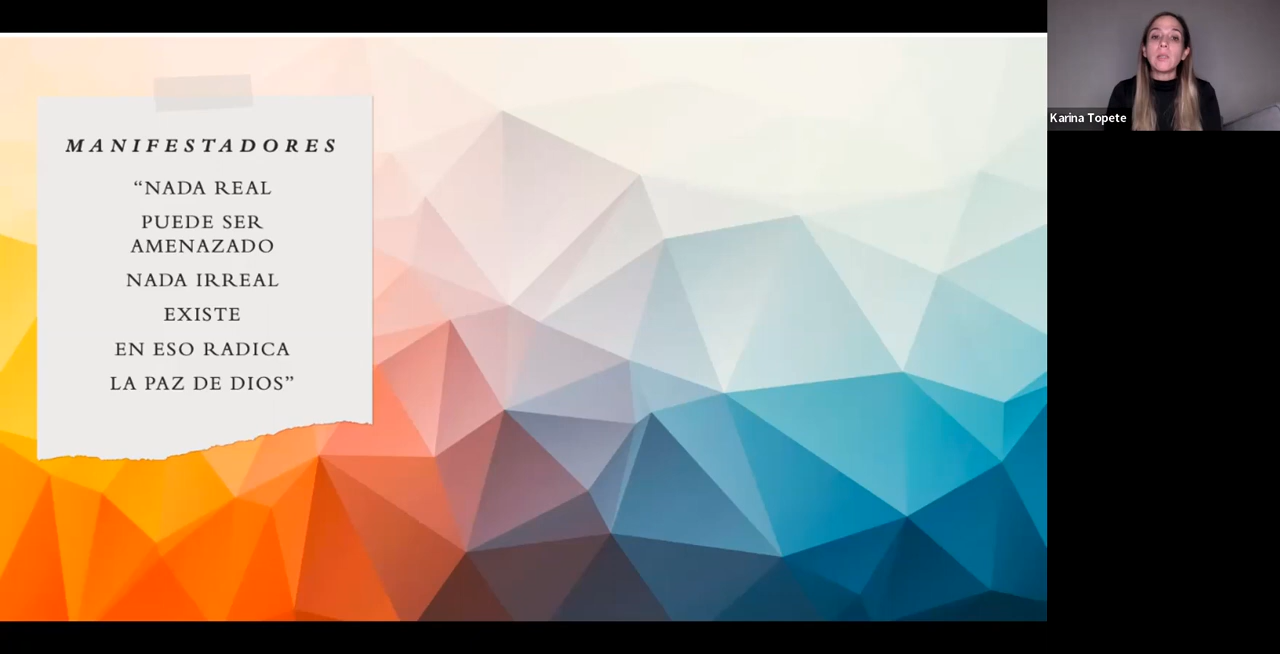 MANIFESTADORES
“NADA REAL
PUEDE SER
AMENAZADO
NADA IRREAL
EXISTE
EN ESO RADICA
LA PAZ DE DIOS”
Karina Topete